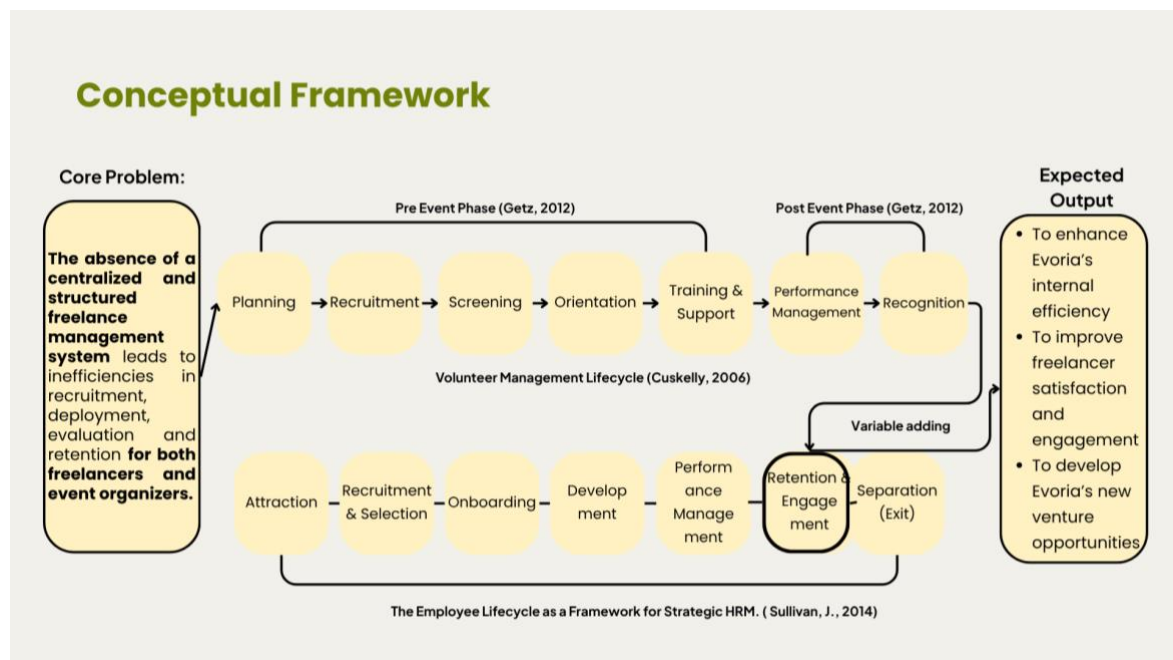 Conceptual Framework
Core Problem:
The absence of a
centralized and
structured
freelance
management
system leads to
inefficiencies in
recruitment,
deployment,
evaluation and
retention for both
freelancers and
event organizers.
Pre Event Phase (Getz, 2012)
Post Event Phase (Getz, 2012)
Planning
Recruitment
Screening
Orientation
Training &
Support
Performance
Management
Recognition
Volunteer Management Lifecycle (Cuskelly, 2006)
Variable adding
Attraction
Recruitment
& Selection
Onboarding
Develop
ment
Perform
ance
Manage
ment
Retention &
Engage
ment
Separation
(Exit)
The Employee Lifecycle as a Framework for Strategic HRM. ( Sullivan, J., 2014)
Expected
Output
• To enhance
Evoria's
internal
efficiency
• To improve
freelancer
satisfaction
and
engagement
• To develop
Evoria's new
venture
opportunities